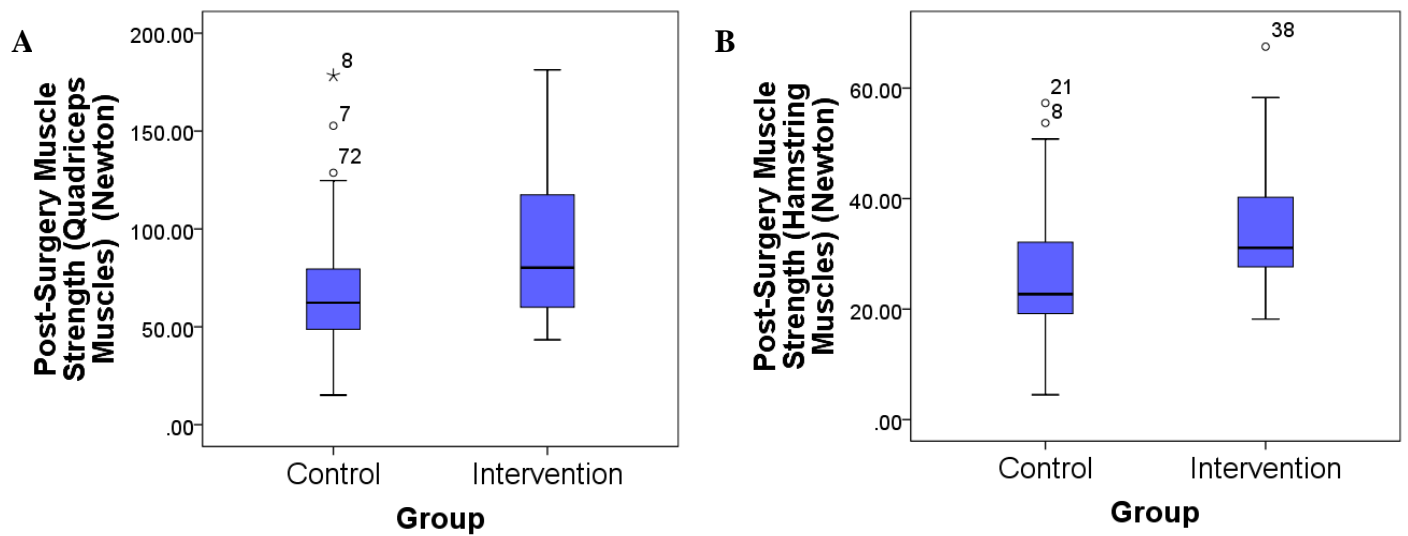 A
Post-Surgery Muscle
Strength (Quadriceps
Muscles) (Newton)
200.00
150.00
100.00
50.00
.00
8
7
72
Control
Intervention
Group
B
Post-Surgery Muscle
Strength (Hamstring
Muscles) (Newton)
60.00
40.00
20.00
.00
21
8
38
Control
Intervention
Group